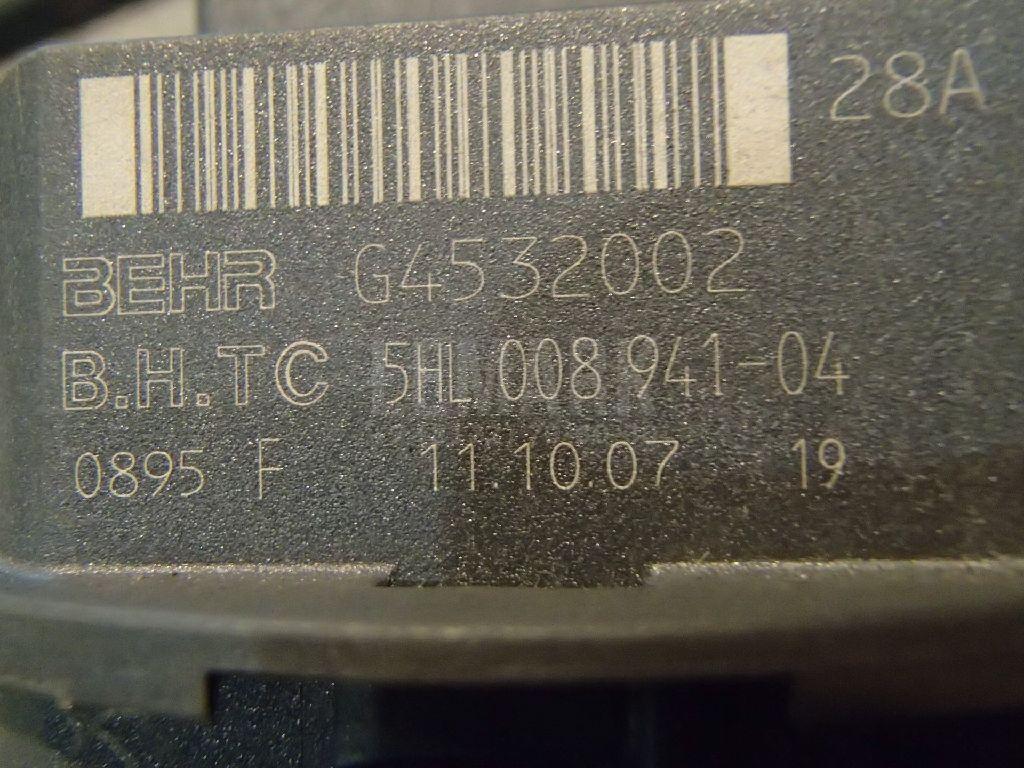 28A
BEHR G4532002
B.H.TC 5HL 008 941-04
0895 F 11.10.07 19